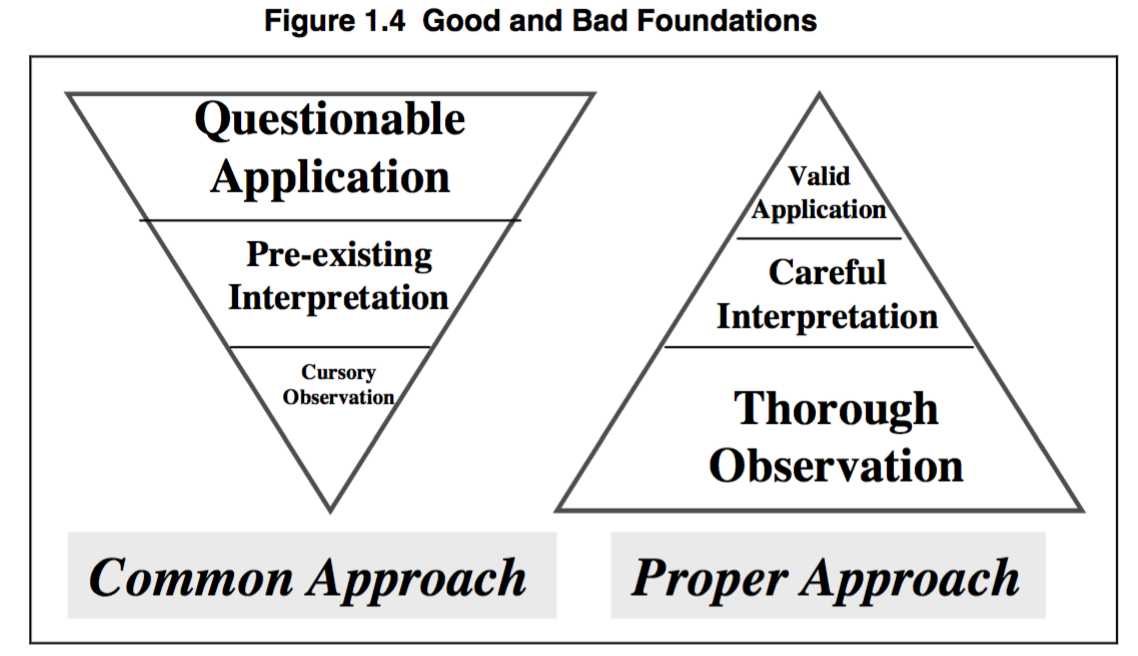 Figure 1.4  Good and Bad Foundations
Questionable
Application
Pre-existing
Interpretation
Cursory
Observation
Common Approach
Valid
Application
Careful
Interpretation
Thorough
Observation
Proper Approach